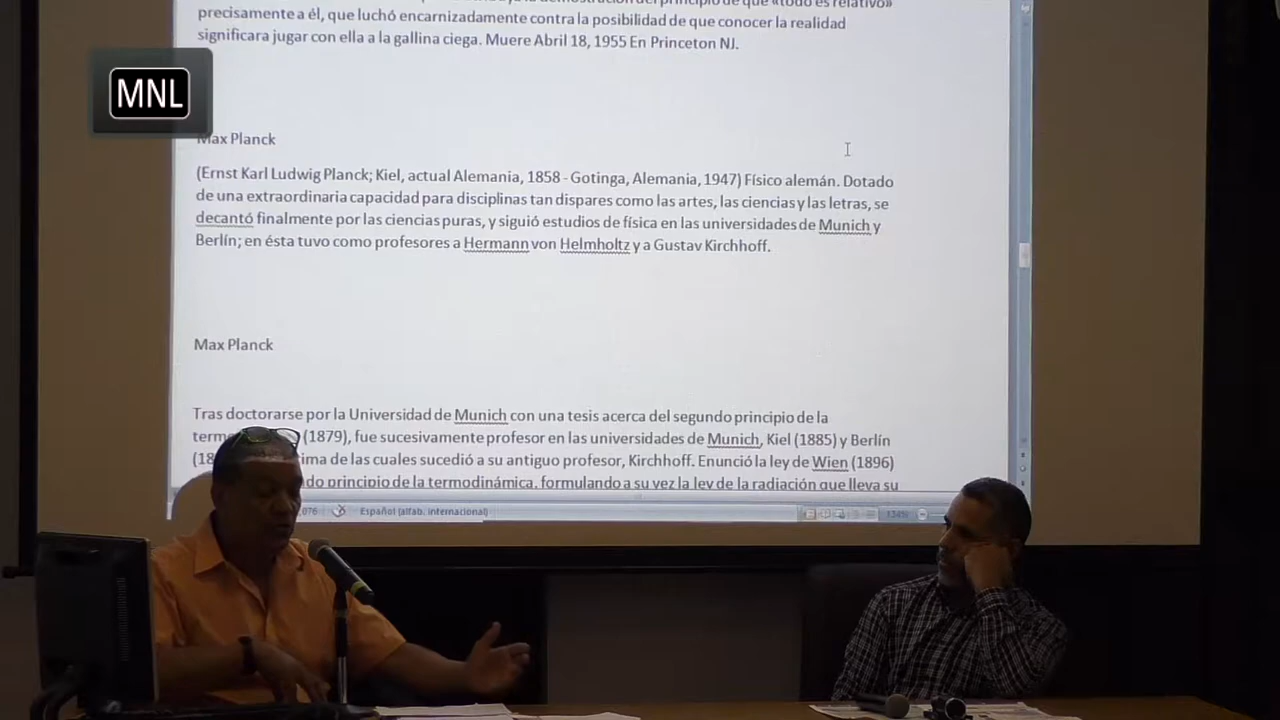 principio de que «todo es relativo»
precisamente a él, que luchó encarnizadamente contra la posibilidad de que conocer la realidad
significara jugar con ella a la gallina ciega. Muere Abril 18, 1955 En Princeton NJ.
MNL
Max Planck
(Ernst Karl Ludwig Planck; Kiel, actual Alemania, 1858 - Gotinga, Alemania, 1947) Físico alemán. Dotado
de una extraordinaria capacidad para disciplinas tan dispares como las artes, las ciencias y las letras, se
decantó finalmente por las ciencias puras, y siguió estudios de física en las universidades de Munich y
Berlín; en ésta tuvo como profesores a Hermann von Helmholtz y a Gustav Kirchhoff.
Max Planck
Tras doctorarse por la Universidad de Munich con una tesis acerca del segundo principio de la
(1879), fue sucesivamente profesor en las universidades de Munich, Kiel (1885) y Berlín
de las cuales sucedió a su antiguo profesor, Kirchhoff. Enunció la ley de Wien (1896)
principio de la termodinámica, formulando a su vez la ley de la radiación que lleva su
Español (alfab. internacional)